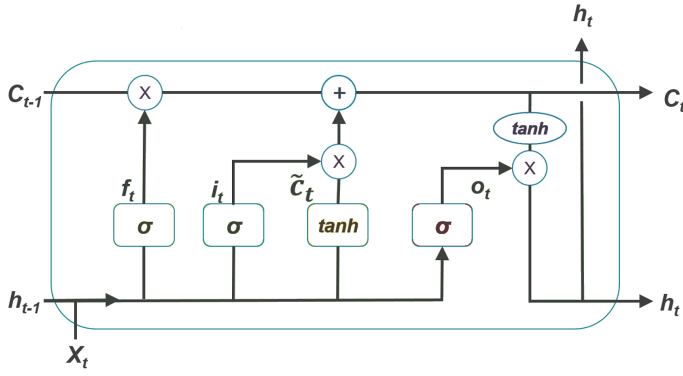 h_t
C_{t-1}
X
+
C_t
tanh
X
X
f_t
i_t
c̃_t
o_t
σ
σ
tanh
σ
h_{t-1}
h_t
X_t